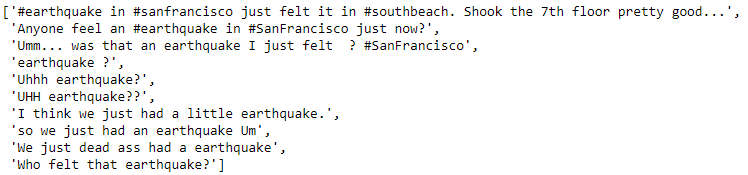 ['#earthquake in #sanfrancisco just felt it in #southbeach. Shook the 7th floor pretty good...',
'Anyone feel an #earthquake in #SanFrancisco just now?',
'Umm... was that an earthquake I just felt  ? #SanFrancisco',
'earthquake ?',
'Uhhh earthquake?',
'UHH earthquake??',
'I think we just had a little earthquake.',
'so we just had an earthquake Um',
'We just dead ass had a earthquake',
'Who felt that earthquake?']